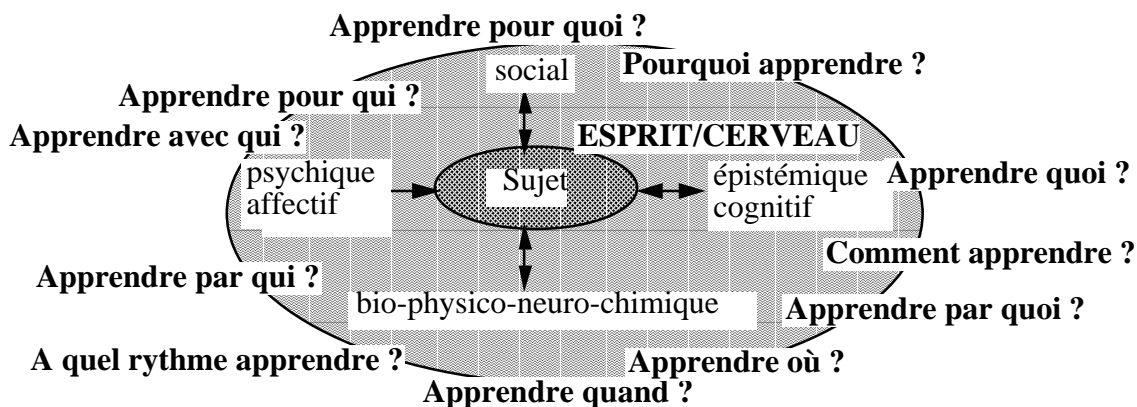 Apprendre pour quoi ?
social
Pourquoi apprendre ?
Apprendre pour qui ?
Apprendre avec qui ?
ESPRIT/CERVEAU
psychique
affectif
Sujet
épistémique
cognitif
Apprendre quoi ?
Comment apprendre ?
Apprendre par qui ?
bio-physico-neuro-chimique
Apprendre par quoi ?
A quel rythme apprendre ?
Apprendre où ?
Apprendre quand ?